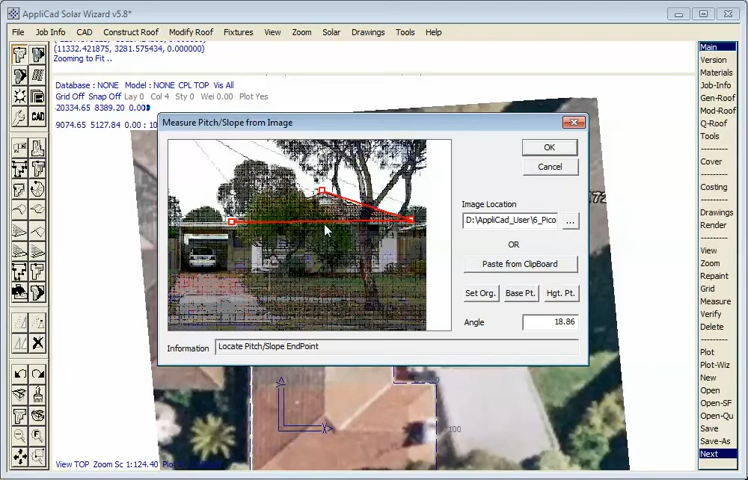 AppliCad Solar Wizard v5.8*
File Job Info CAD Construct Roof Modify Roof Fixtures View Zoom Solar Drawings Tools Help
(11332.421875, 3281.575434, 0.000000)
Zooming to Fit ..
Database : NONE Model : NONE CPL TOP Vis All
Grid Off Snap Off Lay 0 Col 4 Sty 0 Wei 0.00 Plot Yes
20334.65 8389.20 0.00
9074.65 5127.84 0.00 : 10
Measure Pitch/Slope from Image
OK
Cancel
Image Location
D:\AppliCad_User\6_Pico
...
OR
Paste from ClipBoard
Set Org. Base Pt. Hgt. Pt.
Angle 18.86
Information Locate Pitch/Slope EndPoint
CAD
100
View TOP Zoom Sc 1:124.40
Main
Version
Materials
Job-Info
Gen-Roof
Mod-Roof
Q-Roof
Tools
Cover
Costing
Drawings
Render
View
Zoom
Repaint
Grid
Measure
Verify
Delete
Plot
Plot-Wiz
New
Open
Open-SF
Open-Qu
Save
Save-As
Next